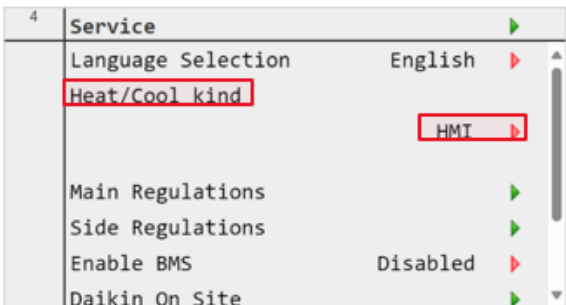 4
Service
Language Selection English
Heat/Cool kind
HMI
Main Regulations
Side Regulations
Enable BMS Disabled
Daikin On Site